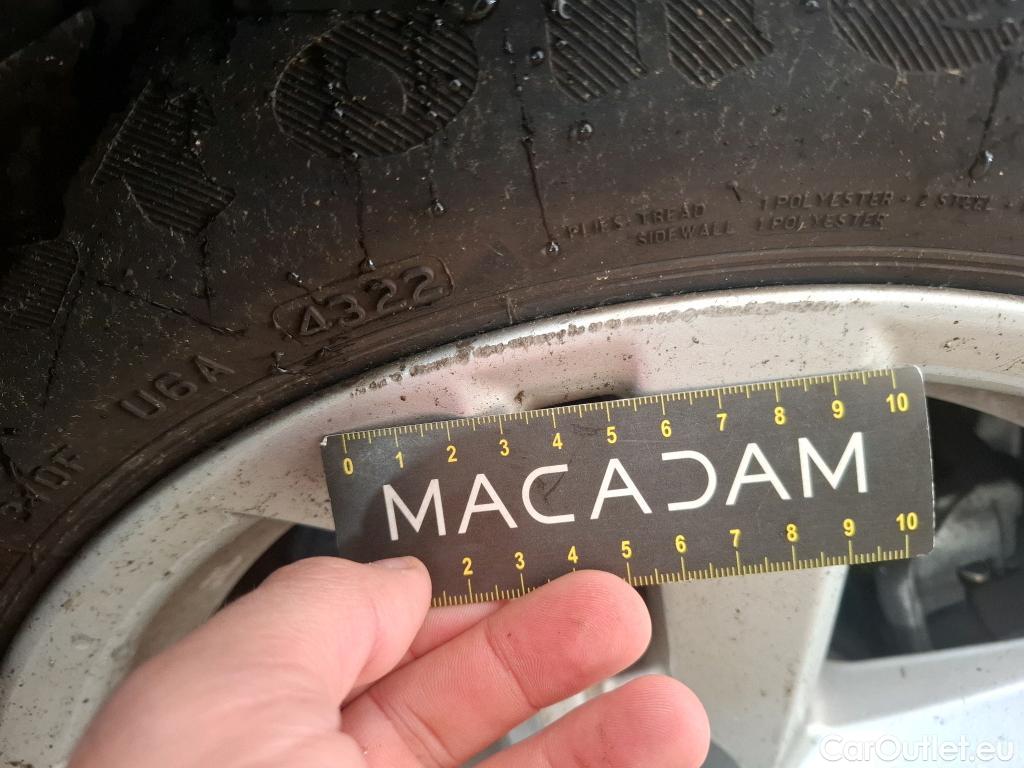 PLIES: TREAD 1 POLYESTER + 2 STEEL +
SIDEWALL 1 POLYESTER
4322
U6A
0 1 2 3 4 5 6 7 8 9 10
MACADAM
2 3 4 5 6 7 8 9 10
CarOutlet.eu